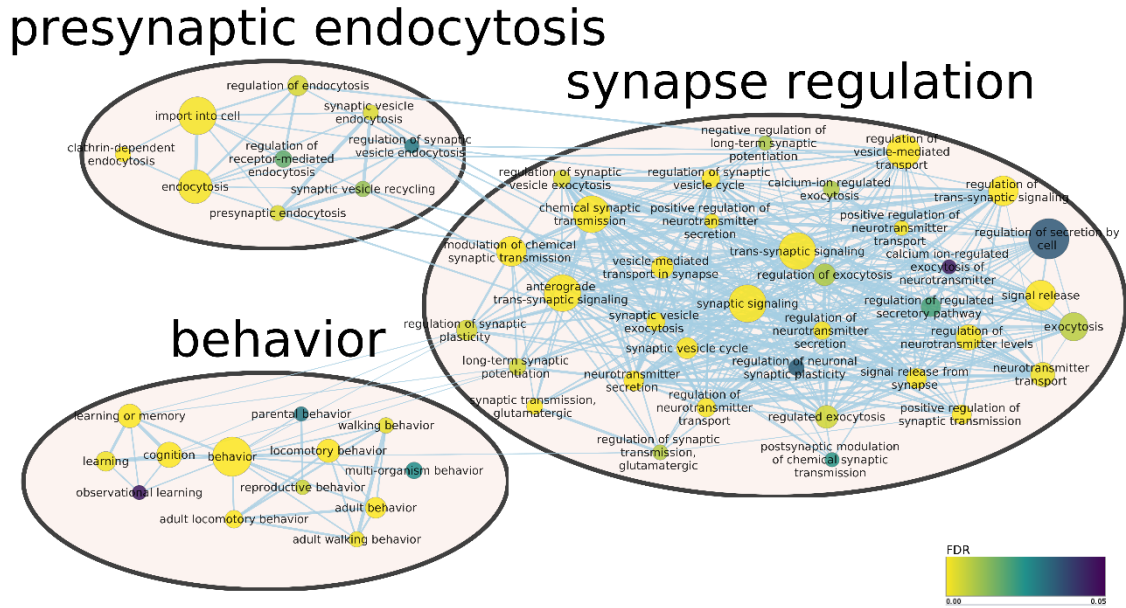 presynaptic endocytosis
regulation of endocytosis
import into cell
synaptic vesicle
endocytosis
clathrin-dependent
endocytosis
regulation of
receptor-mediated
endocytosis
regulation of synaptic
vesicle endocytosis
endocytosis
synaptic vesicle recycling
presynaptic endocytosis
synapse regulation
negative regulation of
long-term synaptic
potentiation
regulation of
vesicle-mediated
transport
regulation of synaptic
vesicle exocytosis
regulation of synaptic
vesicle cycle
calcium-ion regulated
exocytosis
regulation of
trans-synaptic signaling
chemical synaptic
transmission
positive regulation of
neurotransmitter
secretion
positive regulation of
neurotransmitter
transport
regulation of secretion by
cell
modulation of chemical
synaptic transmission
vesicle-mediated
transport in synapse
trans-synaptic signaling
regulation of exocytosis
calcium ion-regulated
exocytosis of
neurotransmitter
anterograde
trans-synaptic signaling
synaptic signaling
regulation of regulated
secretory pathway
signal release
regulation of synaptic
plasticity
synaptic vesicle
exocytosis
regulation of
neurotransmitter
secretion
regulation of
neurotransmitter levels
exocytosis
long-term synaptic
potentiation
synaptic vesicle cycle
regulation of neuronal
synaptic plasticity
signal release from
synapse
neurotransmitter
transport
neurotransmitter
secretion
synaptic transmission,
glutamatergic
regulation of
neurotransmitter
transport
regulated exocytosis
positive regulation of
synaptic transmission
regulation of synaptic
transmission,
glutamatergic
postsynaptic modulation
of chemical synaptic
transmission
behavior
learning or memory
parental behavior
walking behavior
learning
cognition
behavior
locomotory behavior
multi-organism behavior
observational learning
reproductive behavior
adult behavior
adult locomotory behavior
adult walking behavior
FDR
0.00
0.05